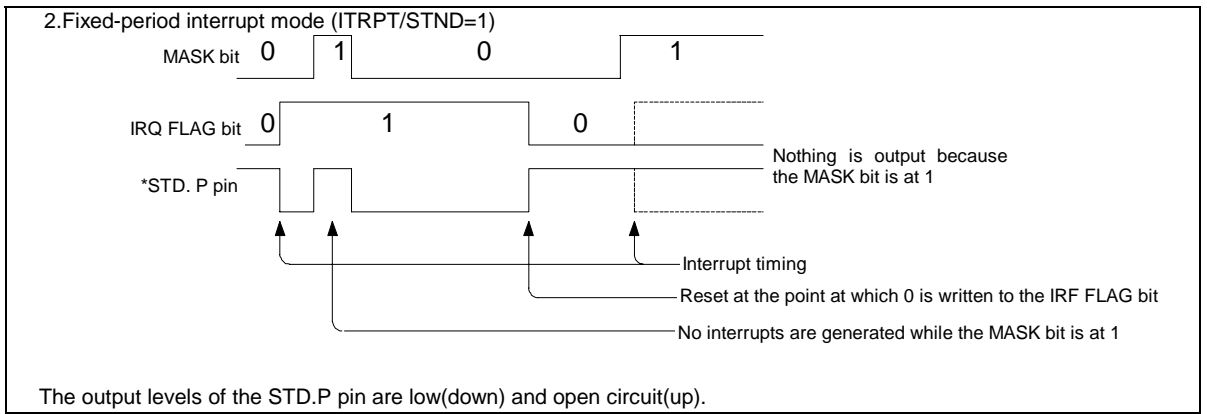 2.Fixed-period interrupt mode (ITRPT/STND=1)
MASK bit 0 1 0 1
IRQ FLAG bit 0 1 0
Nothing is output because
the MASK bit is at 1
*STD. P pin
Interrupt timing
Reset at the point at which 0 is written to the IRF FLAG bit
No interrupts are generated while the MASK bit is at 1
The output levels of the STD.P pin are low(down) and open circuit(up).